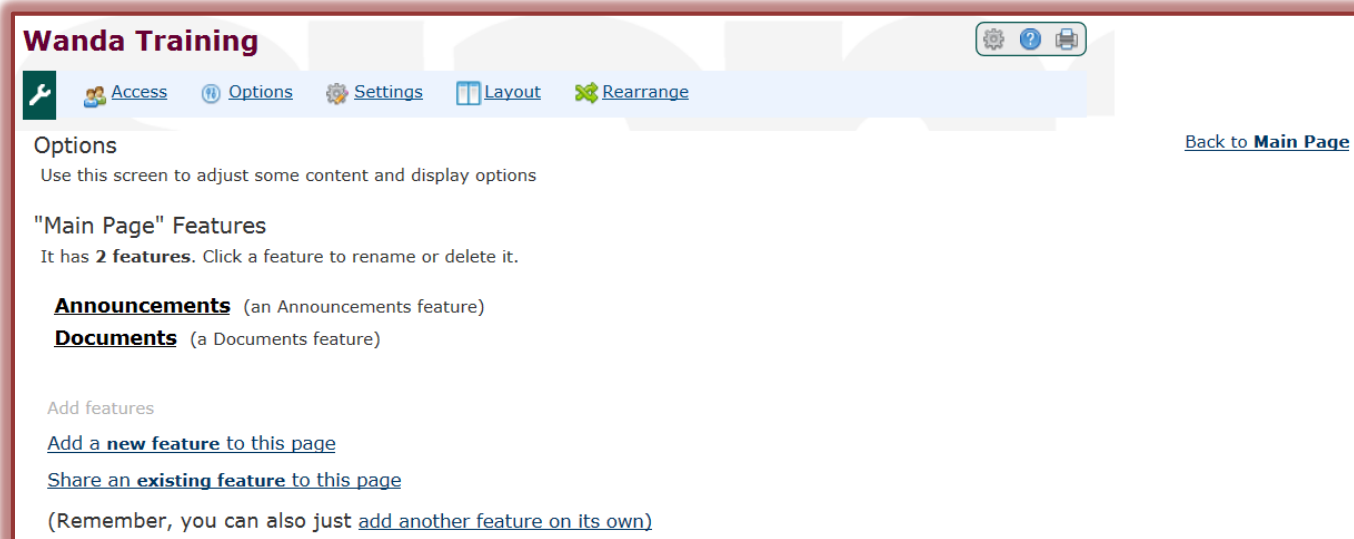 Wanda Training
Access Options Settings Layout Rearrange
Options
Back to Main Page
Use this screen to adjust some content and display options
"Main Page" Features
It has 2 features. Click a feature to rename or delete it.
Announcements (an Announcements feature)
Documents (a Documents feature)
Add features
Add a new feature to this page
Share an existing feature to this page
(Remember, you can also just add another feature on its own)